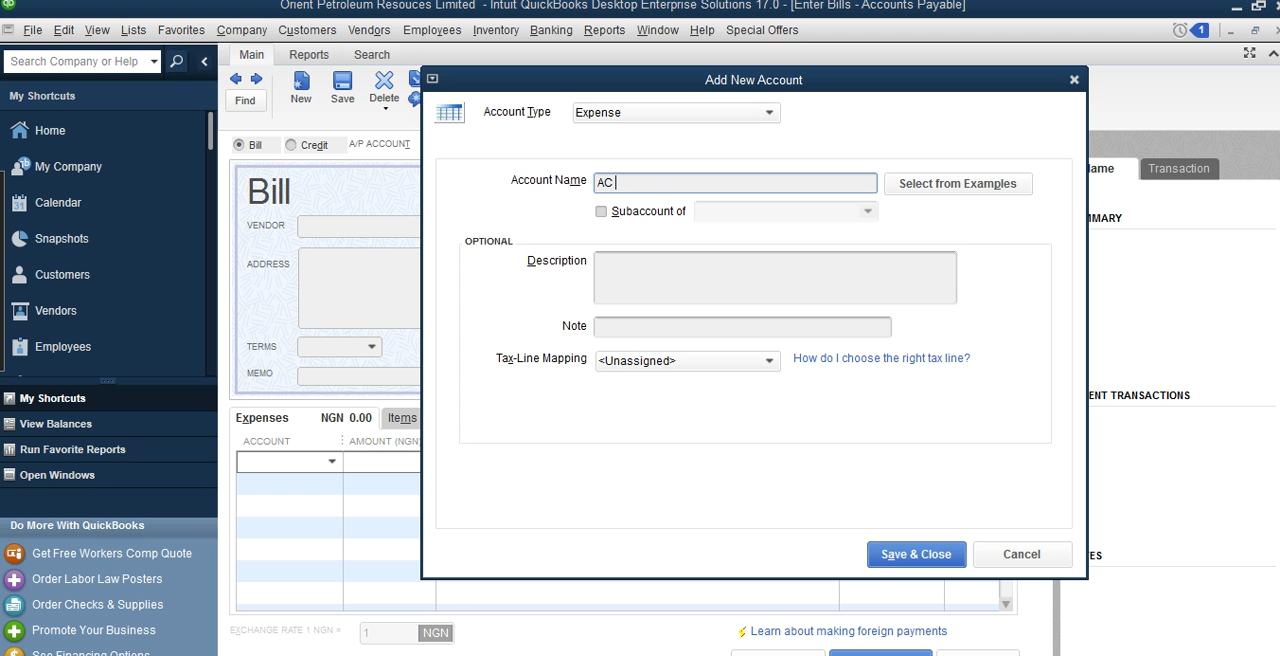 Orient Petroleum Resouces Limited - Intuit QuickBooks Desktop Enterprise Solutions 17.0 - [Enter Bills - Accounts Payable]
File Edit View Lists Favorites Company Customers Vendors Employees Inventory Banking Reports Window Help Special Offers 1
Search Company or Help
Main Reports Search
Find New Save Delete
My Shortcuts
Home
My Company
Calendar
Snapshots
Customers
Vendors
Employees
My Shortcuts
View Balances
Run Favorite Reports
Open Windows
Do More With QuickBooks
Get Free Workers Comp Quote
Order Labor Law Posters
Order Checks & Supplies
Promote Your Business
See Financing Options
Bill Credit A/P ACCOUNT
Bill
VENDOR
ADDRESS
TERMS
MEMO
Expenses NGN 0.00 Items
ACCOUNT AMOUNT (NGN)
EXCHANGE RATE 1 NGN = 1 NGN
Learn about making foreign payments
Add New Account
Account Type Expense
Account Name AC Select from Examples
Subaccount of
OPTIONAL
Description
Note
Tax-Line Mapping <Unassigned> How do I choose the right tax line?
Save & Close Cancel
Transaction